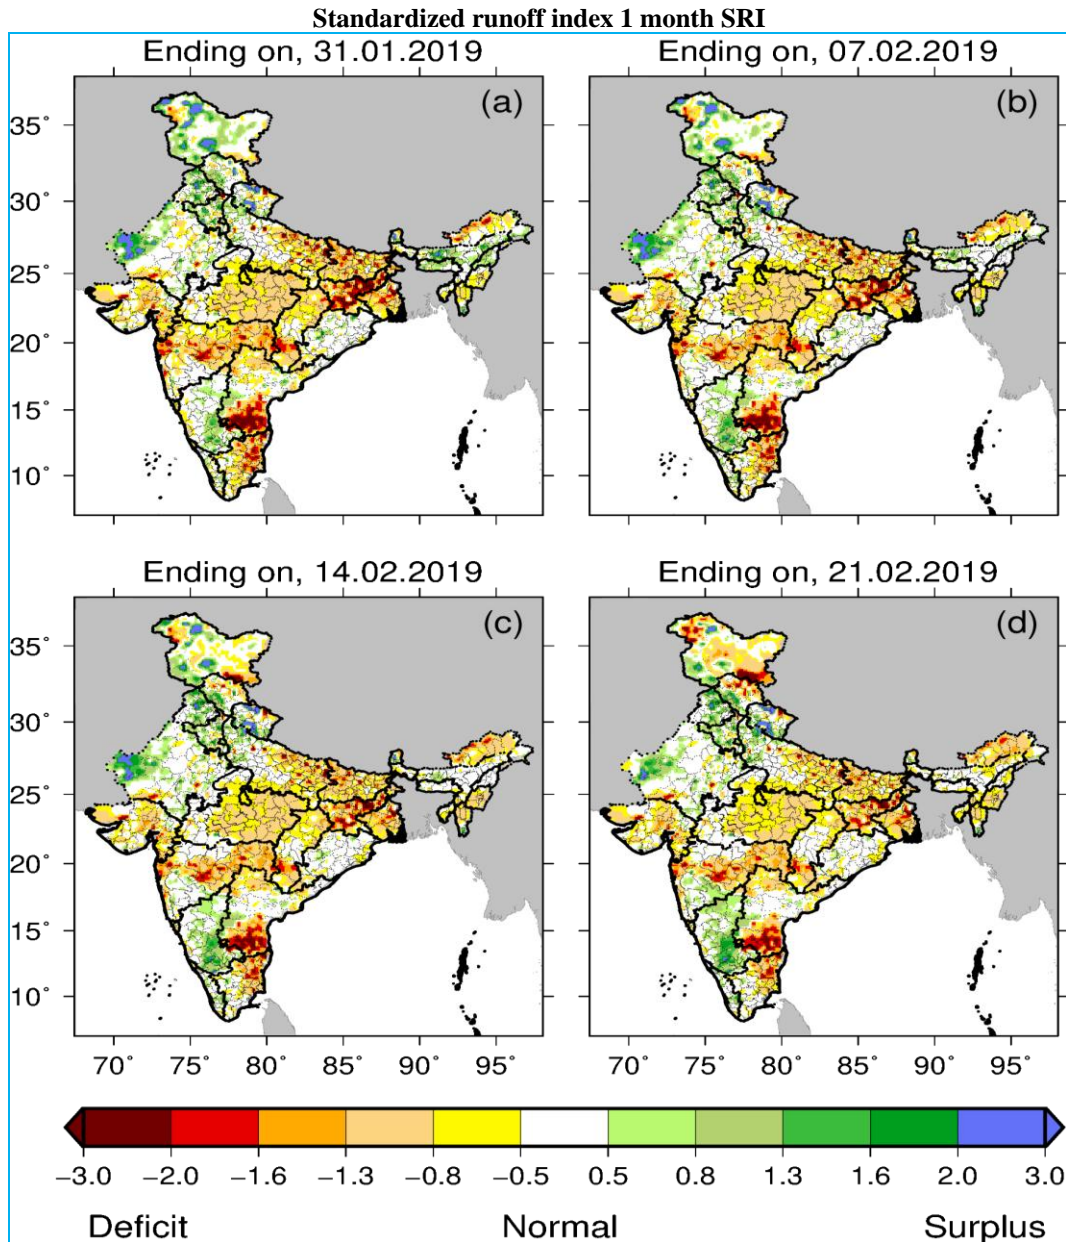 Standardized runoff index 1 month SRI
Ending on, 31.01.2019
Ending on, 07.02.2019
(a)
(b)
35˚
30˚
25˚
20˚
15˚
10˚
Ending on, 14.02.2019
Ending on, 21.02.2019
(c)
(d)
35˚
30˚
25˚
20˚
15˚
10˚
70˚ 75˚ 80˚ 85˚ 90˚ 95˚
70˚ 75˚ 80˚ 85˚ 90˚ 95˚
−3.0 −2.0 −1.6 −1.3 −0.8 −0.5 0.5 0.8 1.3 1.6 2.0 3.0
Deficit Normal Surplus